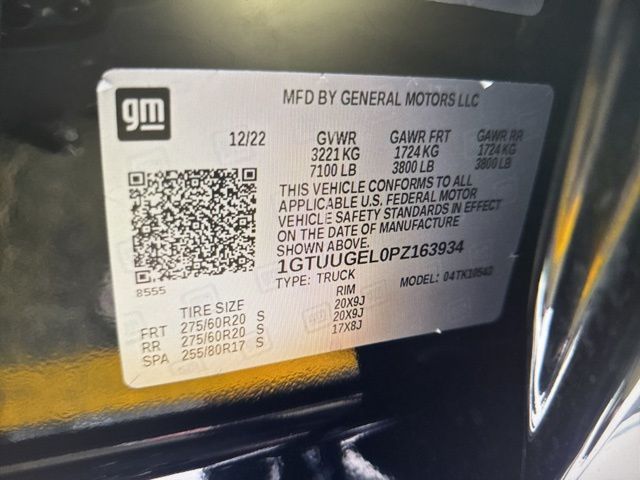 gm
MFD BY GENERAL MOTORS LLC
12/22 GVWR GAWR FRT GAWR RR
3221 KG 1724 KG 1724 KG
7100 LB 3800 LB 3800 LB
THIS VEHICLE CONFORMS TO ALL
APPLICABLE U.S. FEDERAL MOTOR
VEHICLE SAFETY STANDARDS IN EFFECT
ON THE DATE OF MANUFACTURE
SHOWN ABOVE.
1GTUUGEL0PZ163934
8555
TYPE: TRUCK MODEL: 04TK10543
TIRE SIZE RIM
FRT 275/60R20 S 20X9J
RR 275/60R20 S 20X9J
SPA 255/80R17 S 17X8J